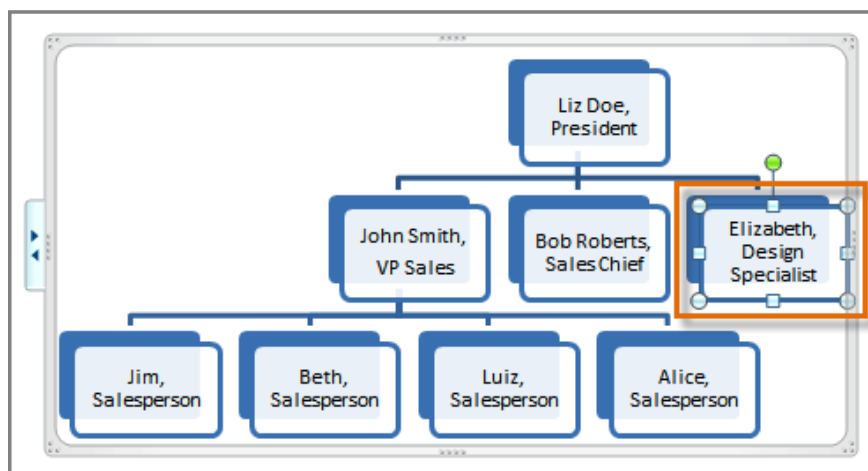 Liz Doe,
President
John Smith,
VP Sales
Bob Roberts,
Sales Chief
Elizabeth,
Design
Specialist
Jim,
Salesperson
Beth,
Salesperson
Luiz,
Salesperson
Alice,
Salesperson